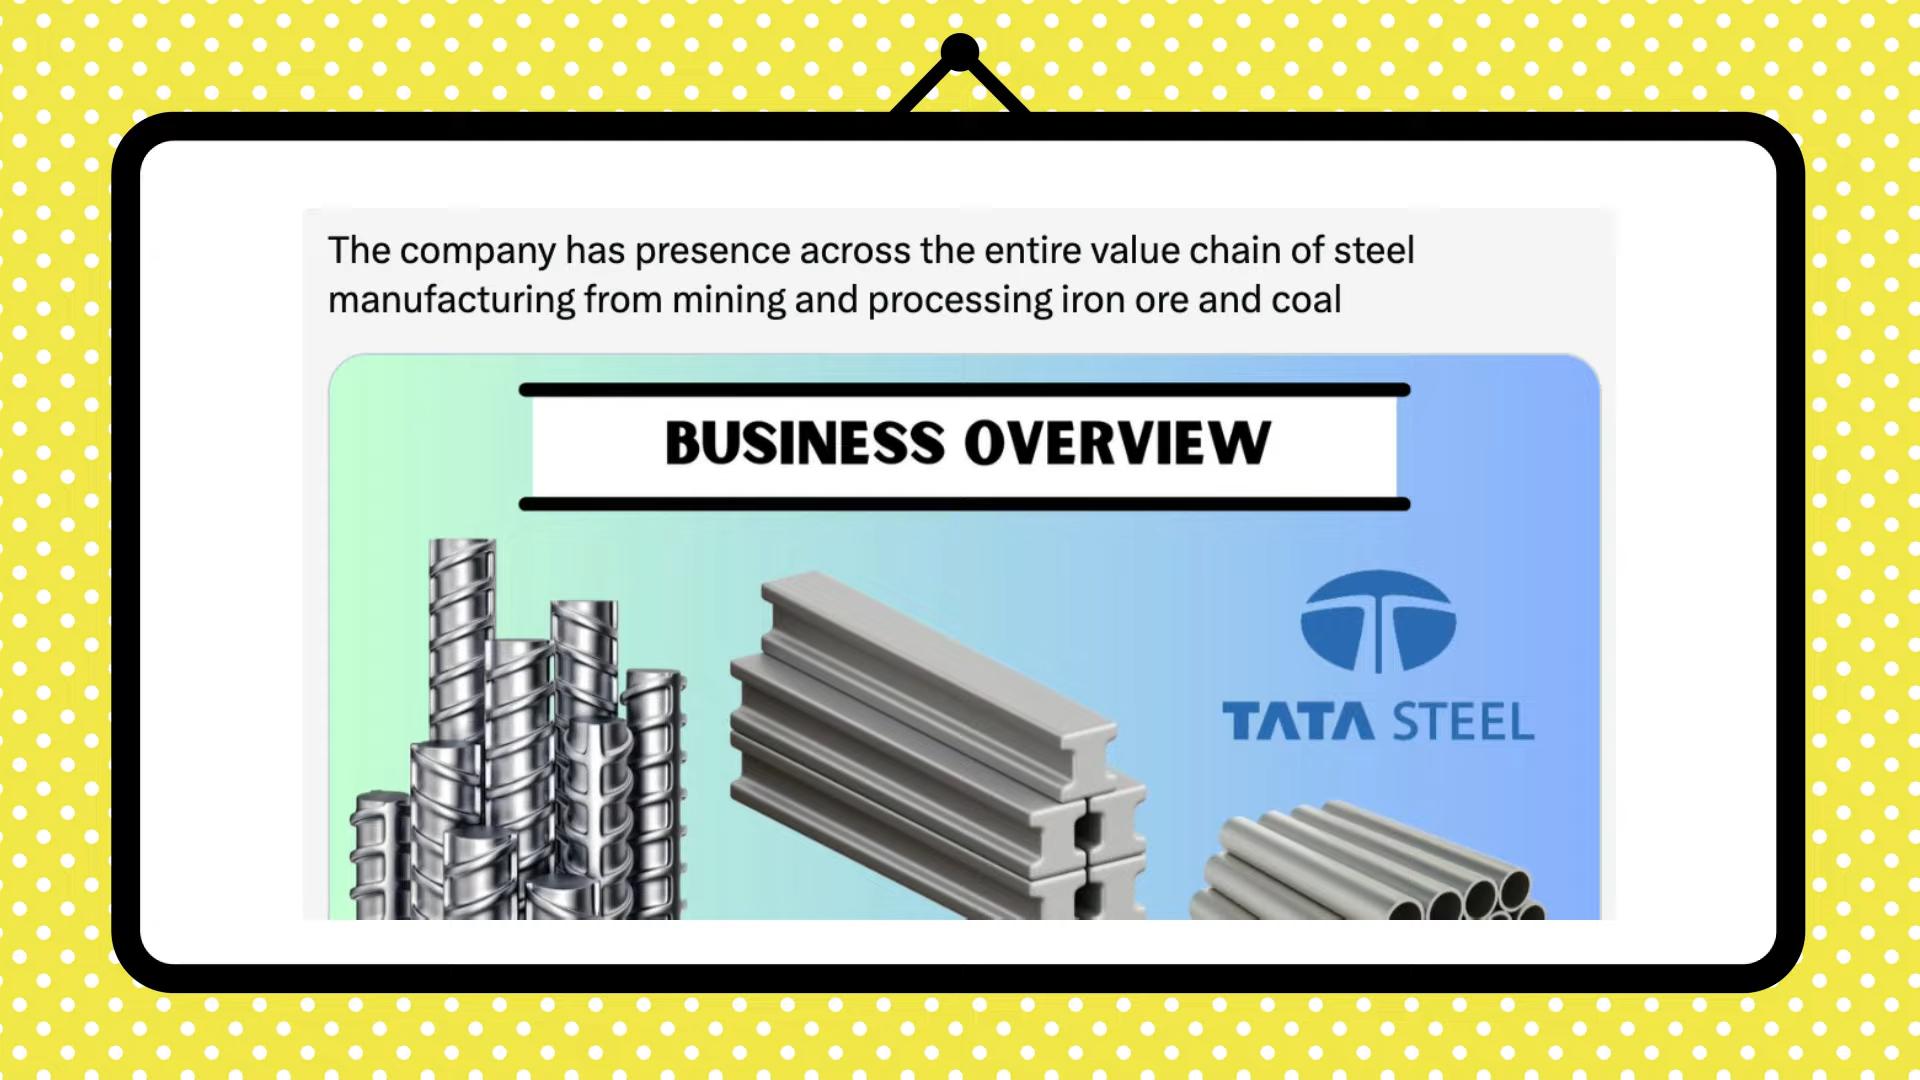 The company has presence across the entire value chain of steel
manufacturing from mining and processing iron ore and coal
BUSINESS OVERVIEW
TATA STEEL